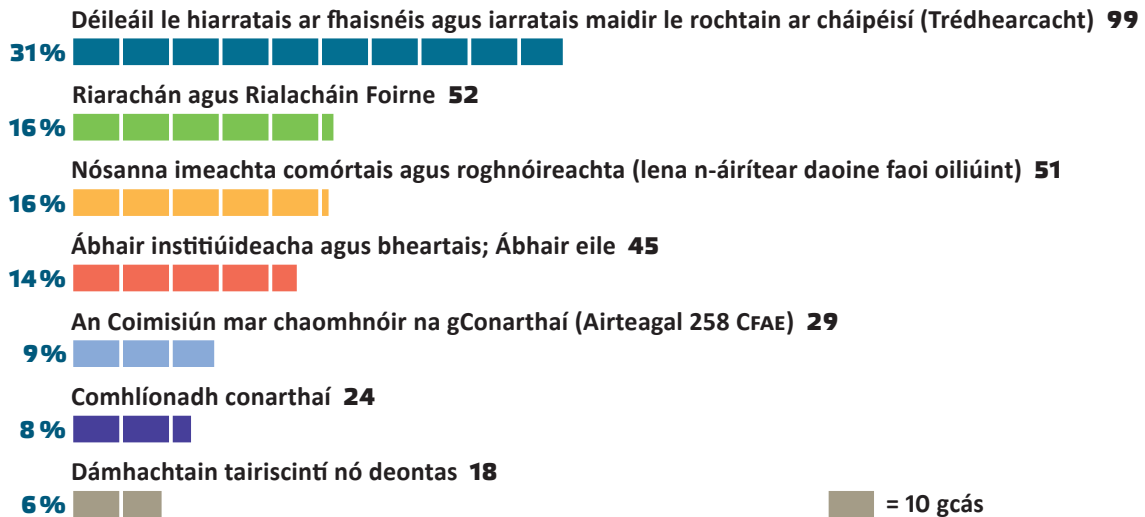 Déileáil le hiarratais ar fhaisnéis agus iarratais maidir le rochtain ar cháipéisí (Trédhearcacht) 99
31%
Riarachán agus Rialacháin Foirne 52
16%
Nósanna imeachta comórtais agus roghnóireachta (lena n-áirítear daoine faoi oiliúint) 51
16%
Ábhair institiúideacha agus bheartais; Ábhair eile 45
14%
An Coimisiún mar chaomhnóir na gConarthaí (Airteagal 258 CFAE) 29
9%
Comhlíonadh conarthaí 24
8%
Dámhachtain tairiscintí nó deontas 18
6%
= 10 gcás